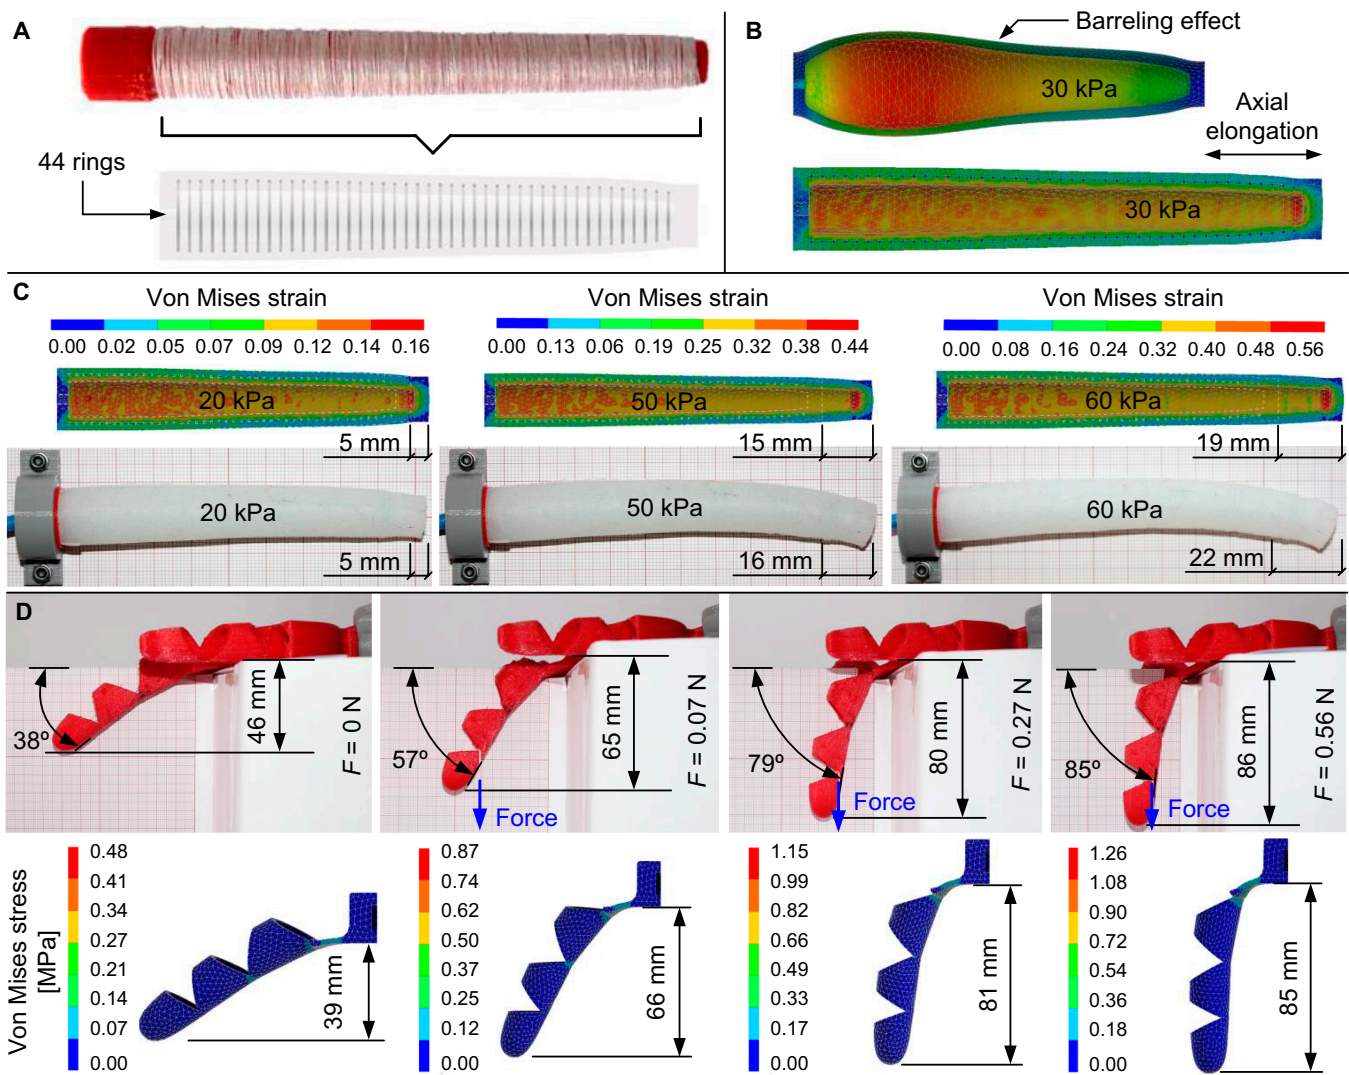 A
44 rings
B
Barreling effect
30 kPa
Axial
elongation
30 kPa
C
Von Mises strain
0.00 0.02 0.05 0.07 0.09 0.12 0.14 0.16
20 kPa
5 mm
20 kPa
5 mm
Von Mises strain
0.00 0.13 0.06 0.19 0.25 0.32 0.38 0.44
50 kPa
15 mm
50 kPa
16 mm
Von Mises strain
0.00 0.08 0.16 0.24 0.32 0.40 0.48 0.56
60 kPa
19 mm
60 kPa
22 mm
D
38º
46 mm
F = 0 N
57º
65 mm
F = 0.07 N
Force
79º
80 mm
F = 0.27 N
Force
85º
86 mm
F = 0.56 N
Force
Von Mises stress
[MPa]
0.48
0.41
0.34
0.27
0.21
0.14
0.07
0.00
39 mm
0.87
0.74
0.62
0.50
0.37
0.25
0.12
0.00
66 mm
1.15
0.99
0.82
0.66
0.49
0.33
0.17
0.00
81 mm
1.26
1.08
0.90
0.72
0.54
0.36
0.18
0.00
85 mm